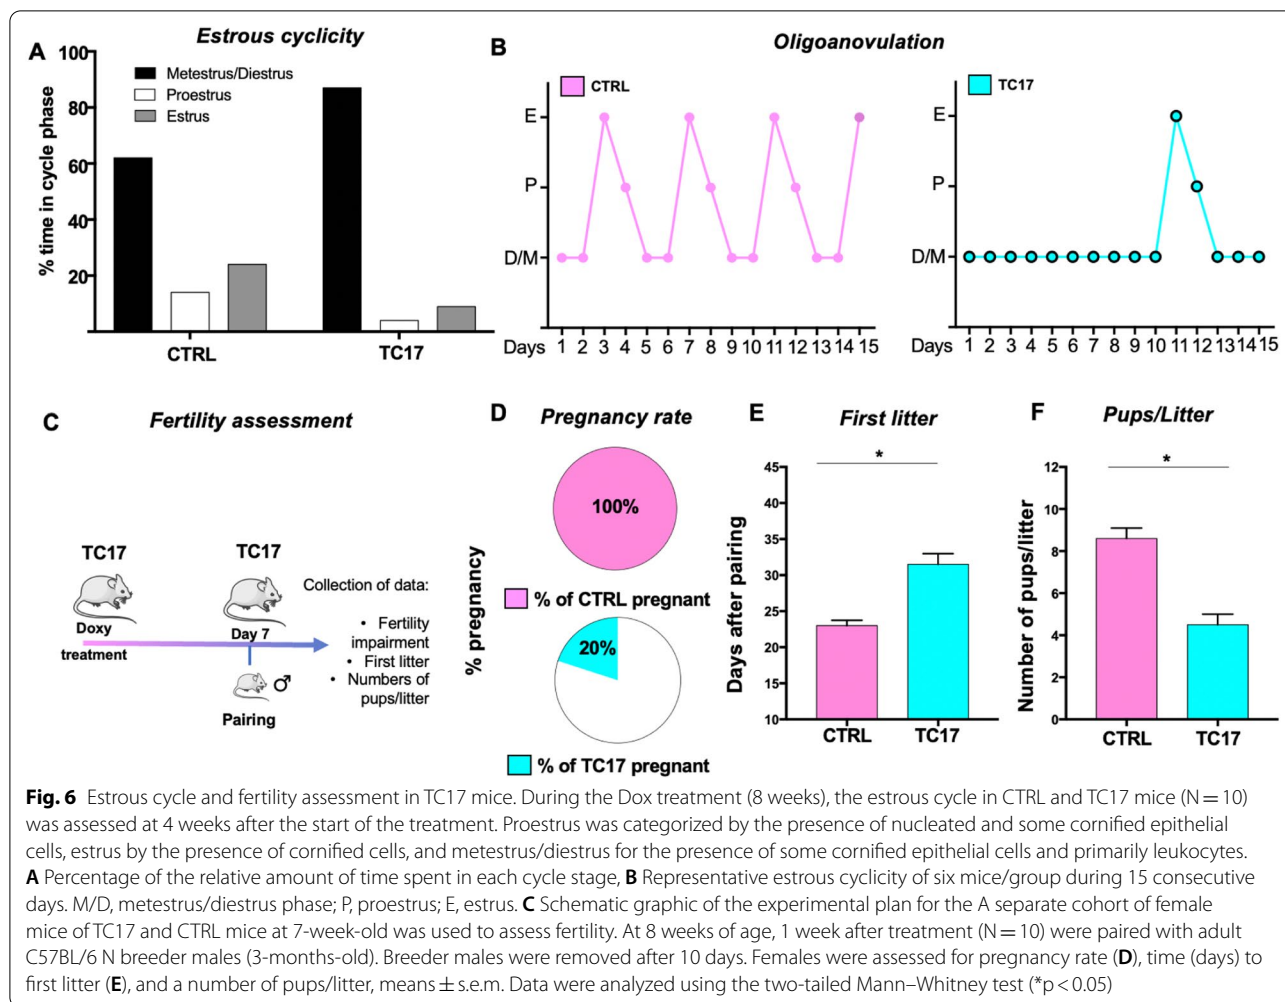 A
Estrous cyclicity
% time in cycle phase
100
80
60
40
20
Metestrus/Diestrus
Proestrus
Estrus
CTRL
TC17
B
Oligoanovulation
CTRL
E
P
D/M
Days 1 2 3 4 5 6 7 8 9 10 11 12 13 14 15
TC17
E
P
D/M
Days 1 2 3 4 5 6 7 8 9 10 11 12 13 14 15
C
Fertility assessment
TC17
TC17
Doxy
treatment
Day 7
♂
Pairing
Collection of data:
• Fertility
impairment
• First litter
• Numbers of
pups/litter
D
Pregnancy rate
% pregnancy
100%
% of CTRL pregnant
20%
% of TC17 pregnant
E
First litter
Days after pairing
45
40
35
30
25
20
15
10
*
CTRL
TC17
F
Pups/Litter
Number of pups/litter
12
10
8
6
4
2
0
*
CTRL
TC17
Fig. 6 Estrous cycle and fertility assessment in TC17 mice. During the Dox treatment (8 weeks), the estrous cycle in CTRL and TC17 mice (N = 10)
was assessed at 4 weeks after the start of the treatment. Proestrus was categorized by the presence of nucleated and some cornified epithelial
cells, estrus by the presence of cornified cells, and metestrus/diestrus for the presence of some cornified epithelial cells and primarily leukocytes.
A Percentage of the relative amount of time spent in each cycle stage, B Representative estrous cyclicity of six mice/group during 15 consecutive
days. M/D, metestrus/diestrus phase; P, proestrus; E, estrus. C Schematic graphic of the experimental plan for the A separate cohort of female
mice of TC17 and CTRL mice at 7-week-old was used to assess fertility. At 8 weeks of age, 1 week after treatment (N = 10) were paired with adult
C57BL/6 N breeder males (3-months-old). Breeder males were removed after 10 days. Females were assessed for pregnancy rate (D), time (days) to
first litter (E), and a number of pups/litter, means ± s.e.m. Data were analyzed using the two-tailed Mann–Whitney test (*p < 0.05)